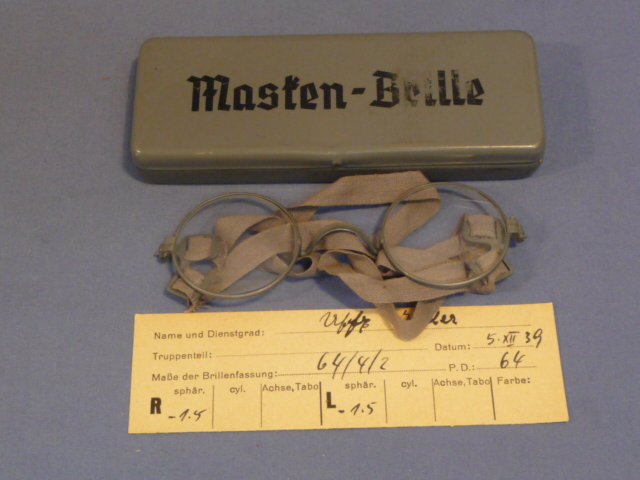 Masken-Brille
Name und Dienstgrad:
Truppenteil: Datum: 5.XII 39
Maße der Brillenfassung: 64/4/2 P.D.: 64
sphär. cyl. Achse, Tabo sphär. cyl. Achse, Tabo Farbe:
R -1.5 L -1.5